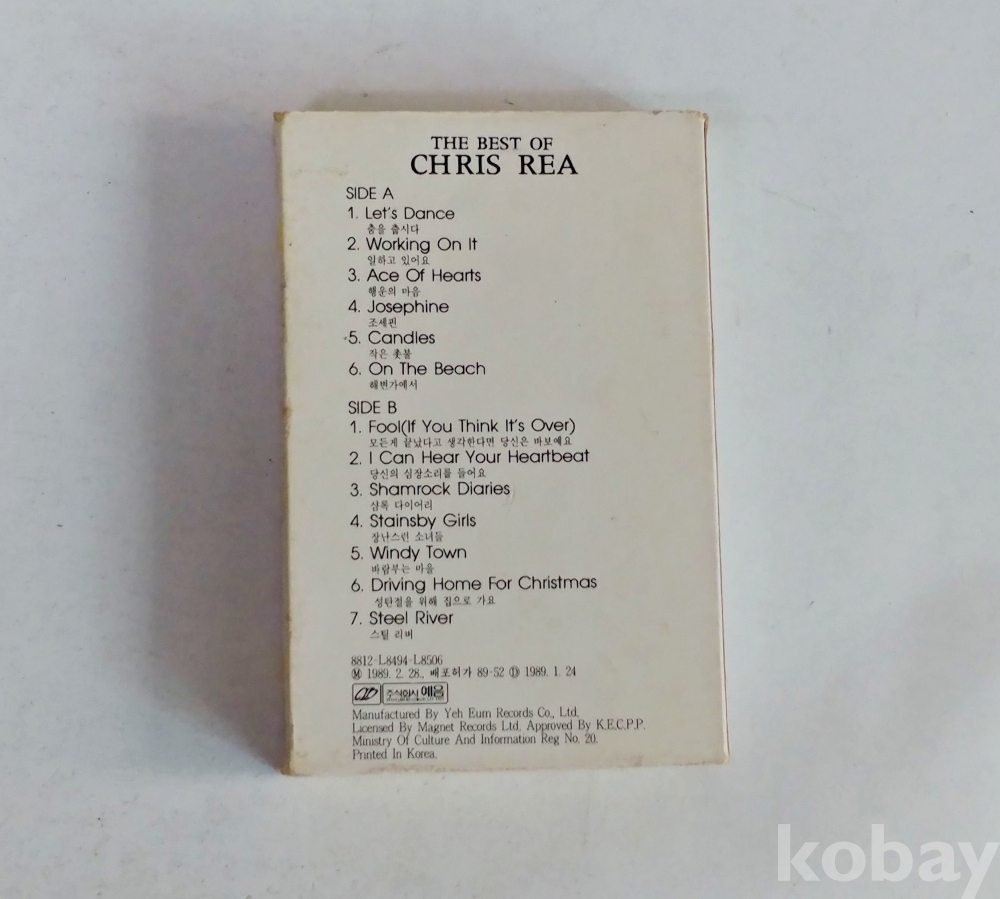 THE BEST OF
CHRIS REA
SIDE A
1. Let's Dance
춤을 춥시다
2. Working On It
일하고 있어요
3. Ace Of Hearts
행운의 마음
4. Josephine
조세핀
5. Candles
작은 촛불
6. On The Beach
해변가에서
SIDE B
1. Fool(If You Think It's Over)
모든게 끝났다고 생각한다면 당신은 바보예요
2. I Can Hear Your Heartbeat
당신의 심장소리를 들어요
3. Shamrock Diaries
샴록 다이어리
4. Stainsby Girls
장난스런 소녀들
5. Windy Town
바람부는 마을
6. Driving Home For Christmas
성탄절을 위해 집으로 가요
7. Steel River
스틸 리버
8812-L8494-L8506
Ⓜ 1989. 2. 28., 배포허가 89-52 Ⓓ 1989. 1. 24
주식회사 예음
Manufactured By Yeh Eum Records Co., Ltd.
Licensed By Magnet Records Ltd. Approved By K.E.C.P.P.
Ministry Of Culture And Information Reg No. 20.
Printed In Korea.
kobay